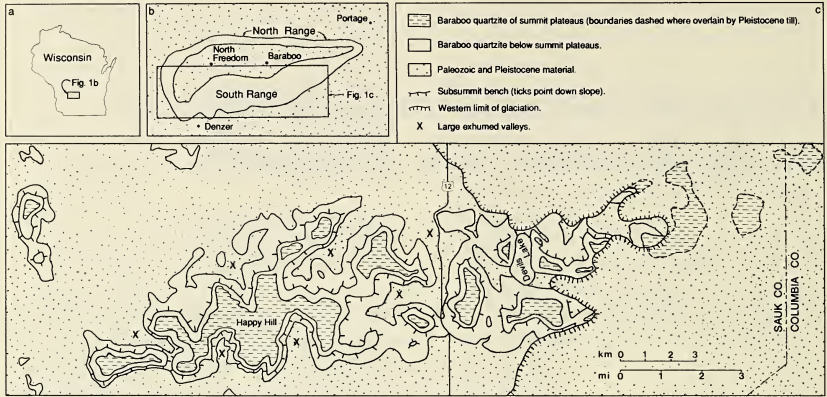 a
Wisconsin
Fig. 1b
b
Portage
North Range
North
Freedom
Baraboo
South Range
Fig. 1c
Denzer
c
Baraboo quartzite of summit plateaus (boundaries dashed where overlain by Pleistocene till).
Baraboo quartzite below summit plateaus.
Paleozoic and Pleistocene material.
Subsummit bench (ticks point down slope).
Western limit of glaciation.
X Large exhumed valleys.
12
X
X
X
Devils Lake
X
Happy Hill
X
X
X
SAUK CO.
COLUMBIA CO.
km 0 1 2 3
mi 0 1 2 3